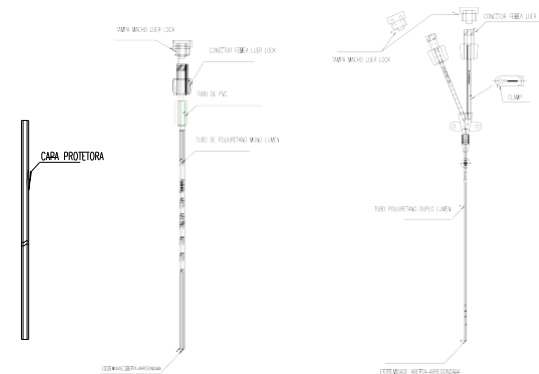 TAMPA MACHO LUER LOCK
CONECTOR FEMEA LUER LOCK
TUBO DE PVC
TUBO DE POLIURETANO MONO LUMEN
CAPA PROTETORA
CONECTOR FEMEA LUER
TAMPA MACHO LUER LOCK
CLAMP
TUBO POLIURETANO DUPLO LUMEN
EXTREMIDADE ABERTA-ARREDONDADA